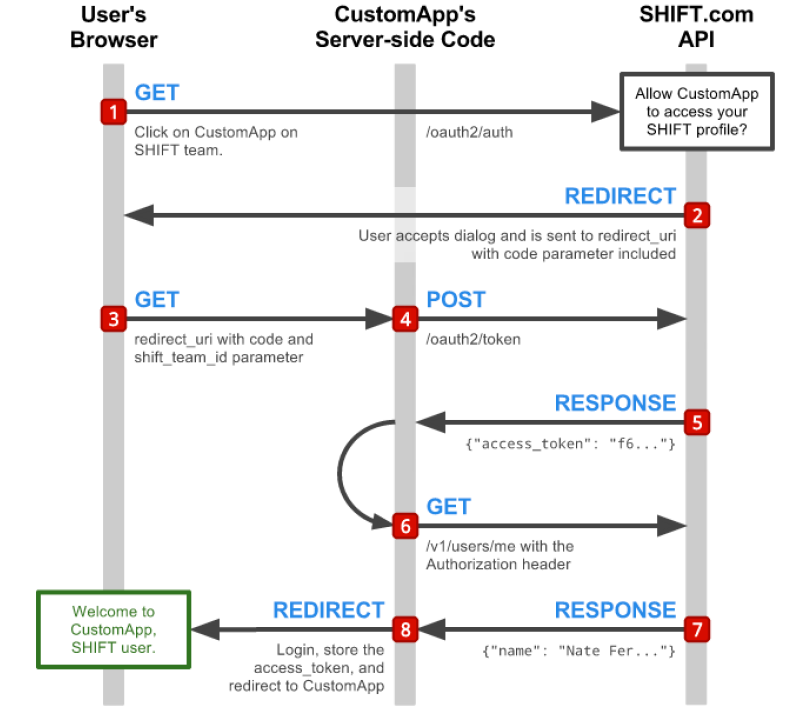 User's
Browser
CustomApp's
Server-side Code
SHIFT.com
API
1
GET
Click on CustomApp on
SHIFT team.
/oauth2/auth
Allow CustomApp
to access your
SHIFT profile?
REDIRECT
2
User accepts dialog and is sent to redirect_uri
with code parameter included
3
GET
redirect_uri with code and
shift_team_id parameter
4
POST
/oauth2/token
RESPONSE
5
{"access_token": "f6..."}
6
GET
/v1/users/me with the
Authorization header
RESPONSE
7
{"name": "Nate Fer..."}
REDIRECT
8
Login, store the
access_token, and
redirect to CustomApp
Welcome to
CustomApp,
SHIFT user.